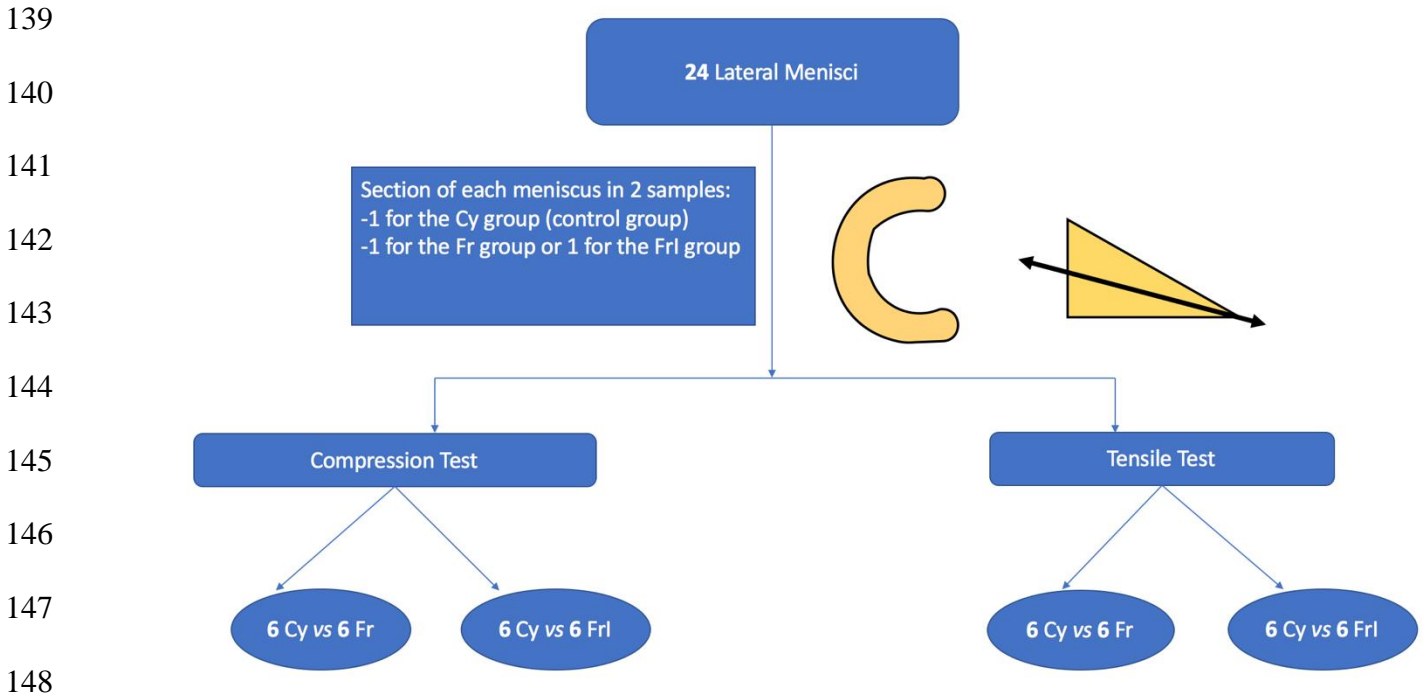 139
24 Lateral Menisci
140
141
Section of each meniscus in 2 samples:
-1 for the Cy group (control group)
-1 for the Fr group or 1 for the FrI group
142
143
144
145
Compression Test
Tensile Test
146
147
6 Cy vs 6 Fr
6 Cy vs 6 FrI
6 Cy vs 6 Fr
6 Cy vs 6 FrI
148